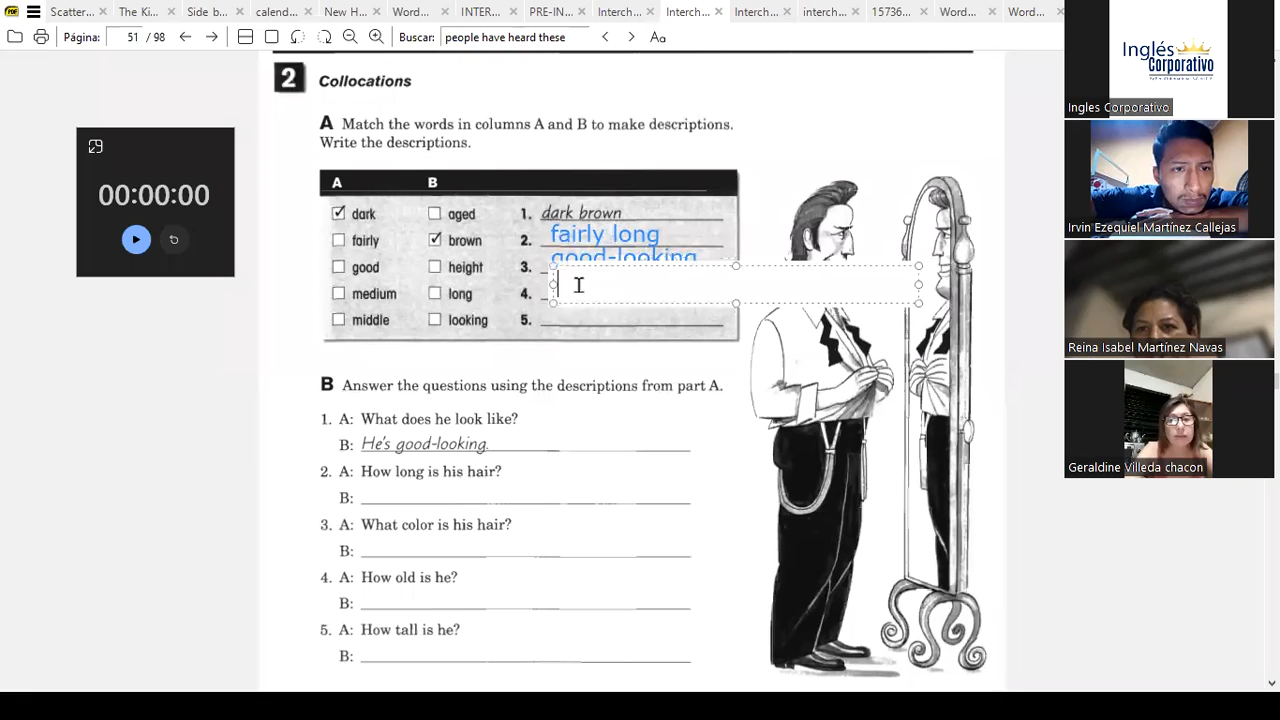 Scatter...
The Ki...
Side b...
calend...
New H...
Word...
INTER...
PRE-IN...
Interch...
Interch...
Interch...
interch...
15736...
Word...
Word...
Página: 51 / 98
Buscar: people have heard these
Aa
00:00:00
2 Collocations
A Match the words in columns A and B to make descriptions.
Write the descriptions.
A B
dark aged 1. dark brown
fairly brown 2. fairly long
good height 3. good-looking
medium long 4.
middle looking 5.
B Answer the questions using the descriptions from part A.
1. A: What does he look like?
B: He's good-looking.
2. A: How long is his hair?
B:
3. A: What color is his hair?
B:
4. A: How old is he?
B:
5. A: How tall is he?
B:
Inglés
Corporativo
Ingles Corporativo
Irvin Ezequiel Martínez Callejas
Reina Isabel Martínez Navas
Geraldine Villeda chacon